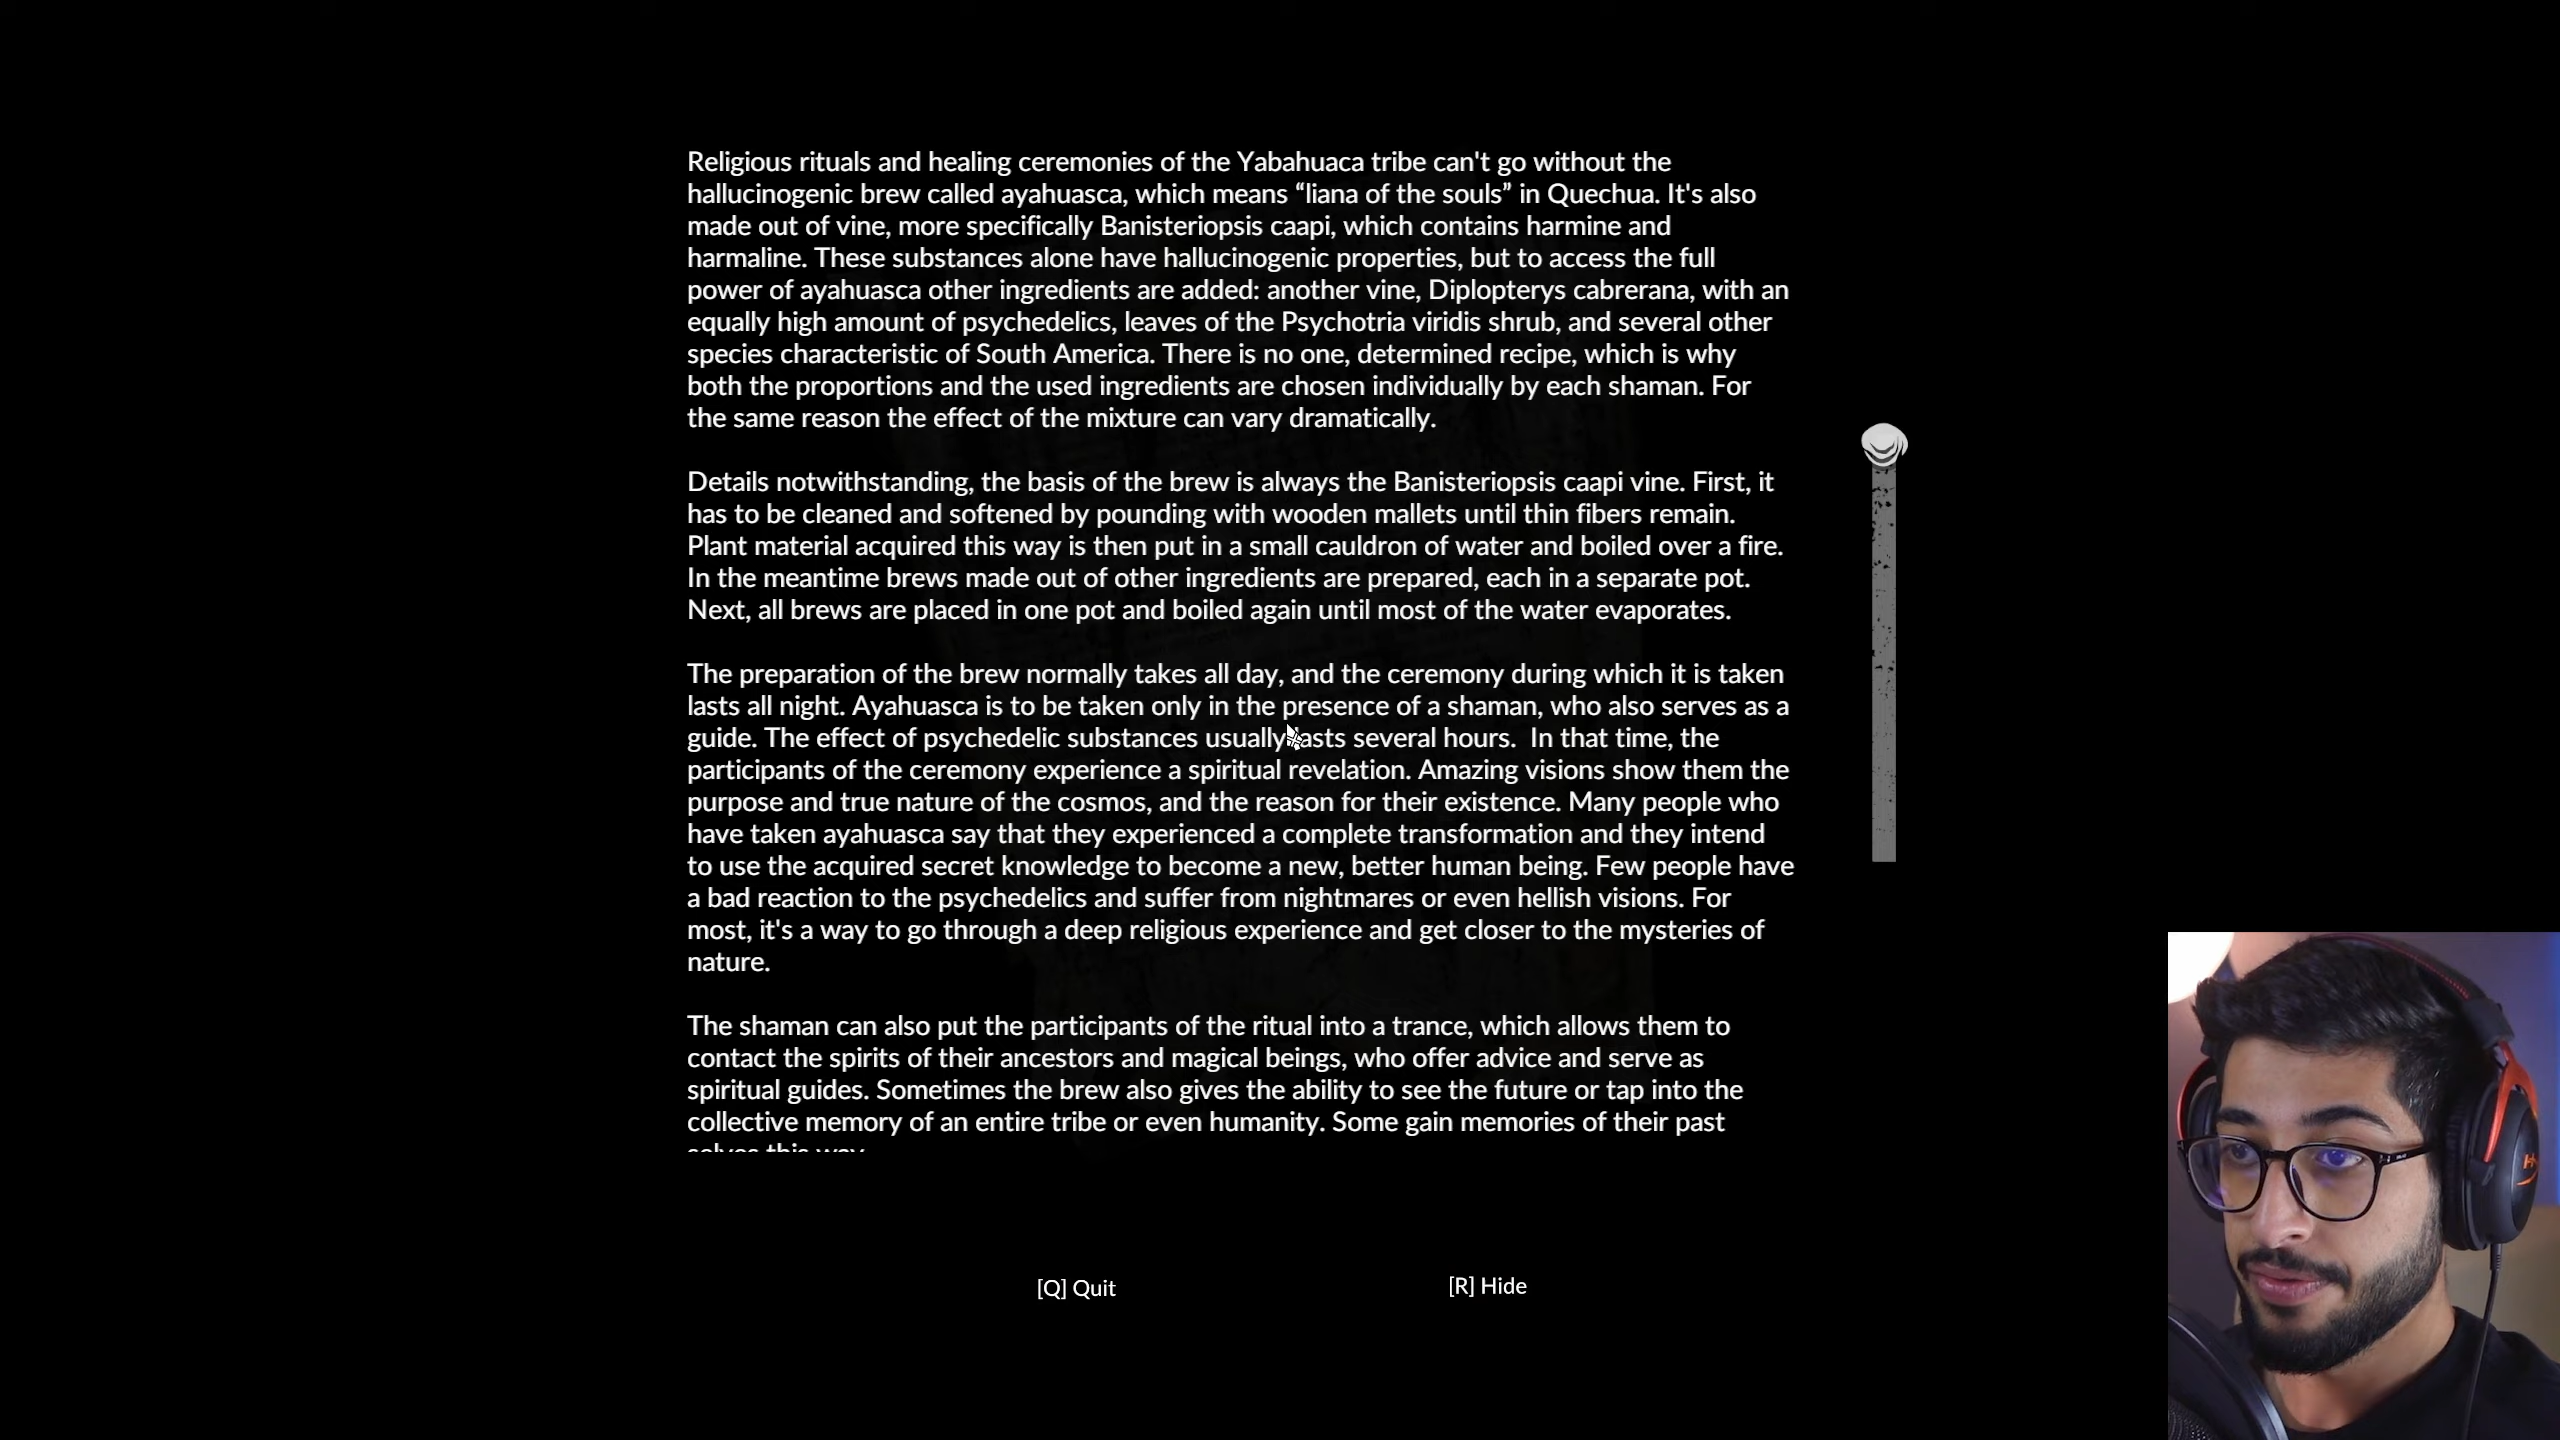 Religious rituals and healing ceremonies of the Yabahuaca tribe can't go without the
hallucinogenic brew called ayahuasca, which means “liana of the souls” in Quechua. It's also
made out of vine, more specifically Banisteriopsis caapi, which contains harmine and
harmaline. These substances alone have hallucinogenic properties, but to access the full
power of ayahuasca other ingredients are added: another vine, Diplopterys cabrerana, with an
equally high amount of psychedelics, leaves of the Psychotria viridis shrub, and several other
species characteristic of South America. There is no one, determined recipe, which is why
both the proportions and the used ingredients are chosen individually by each shaman. For
the same reason the effect of the mixture can vary dramatically.
Details notwithstanding, the basis of the brew is always the Banisteriopsis caapi vine. First, it
has to be cleaned and softened by pounding with wooden mallets until thin fibers remain.
Plant material acquired this way is then put in a small cauldron of water and boiled over a fire.
In the meantime brews made out of other ingredients are prepared, each in a separate pot.
Next, all brews are placed in one pot and boiled again until most of the water evaporates.
The preparation of the brew normally takes all day, and the ceremony during which it is taken
lasts all night. Ayahuasca is to be taken only in the presence of a shaman, who also serves as a
guide. The effect of psychedelic substances usually lasts several hours.  In that time, the
participants of the ceremony experience a spiritual revelation. Amazing visions show them the
purpose and true nature of the cosmos, and the reason for their existence. Many people who
have taken ayahuasca say that they experienced a complete transformation and they intend
to use the acquired secret knowledge to become a new, better human being. Few people have
a bad reaction to the psychedelics and suffer from nightmares or even hellish visions. For
most, it's a way to go through a deep religious experience and get closer to the mysteries of
nature.
The shaman can also put the participants of the ritual into a trance, which allows them to
contact the spirits of their ancestors and magical beings, who offer advice and serve as
spiritual guides. Sometimes the brew also gives the ability to see the future or tap into the
collective memory of an entire tribe or even humanity. Some gain memories of their past
selves this way.
[Q] Quit
[R] Hide